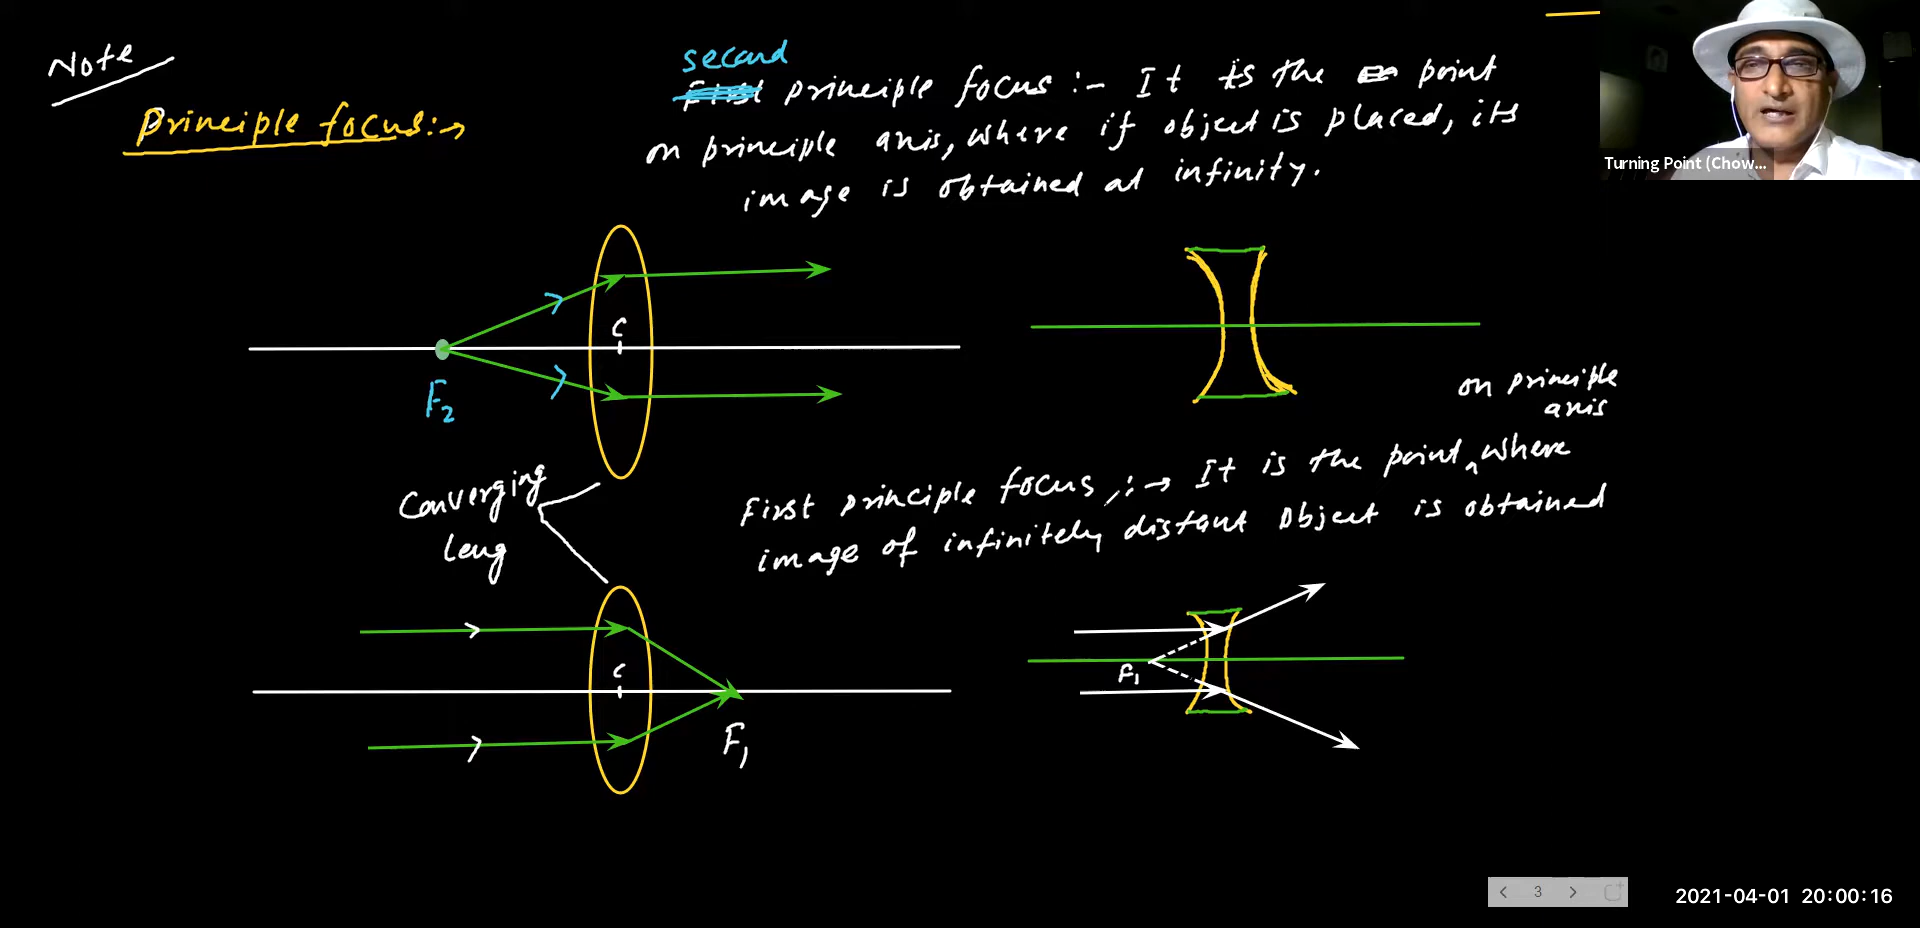 Note
Principle focus:→
second
First principle focus :- It is the point
on principle axis, where if object is placed, its
image is obtained at infinity.
Turning Point (Chow...
C
F2
on principle
axis
Converging
leng
First principle focus :→ It is the point ^ where
image of infinitely distant object is obtained
C
F1
F1
3
2021-04-01 20:00:16